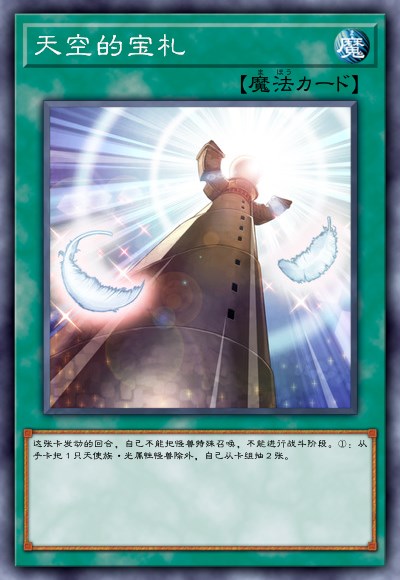 天空的宝札
魔
【魔法カード】
ま ほう
这张卡发动的回合，自己不能把怪兽特殊召唤，不能进行战斗阶段。①：从
手卡把1只天使族·光属性怪兽除外，自己从卡组抽2张。